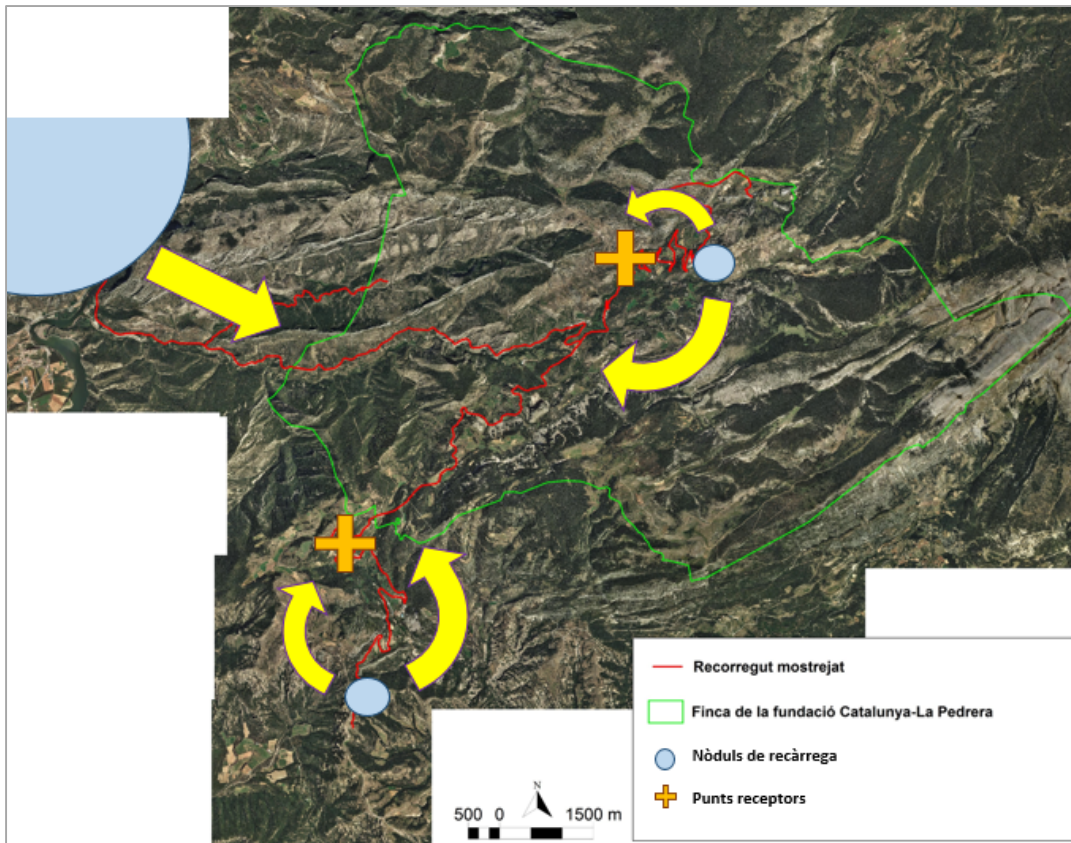 Recorregut mostrejat
Finca de la fundació Catalunya-La Pedrera
Nòduls de recàrrega
Punts receptors
N
500 0 1500 m